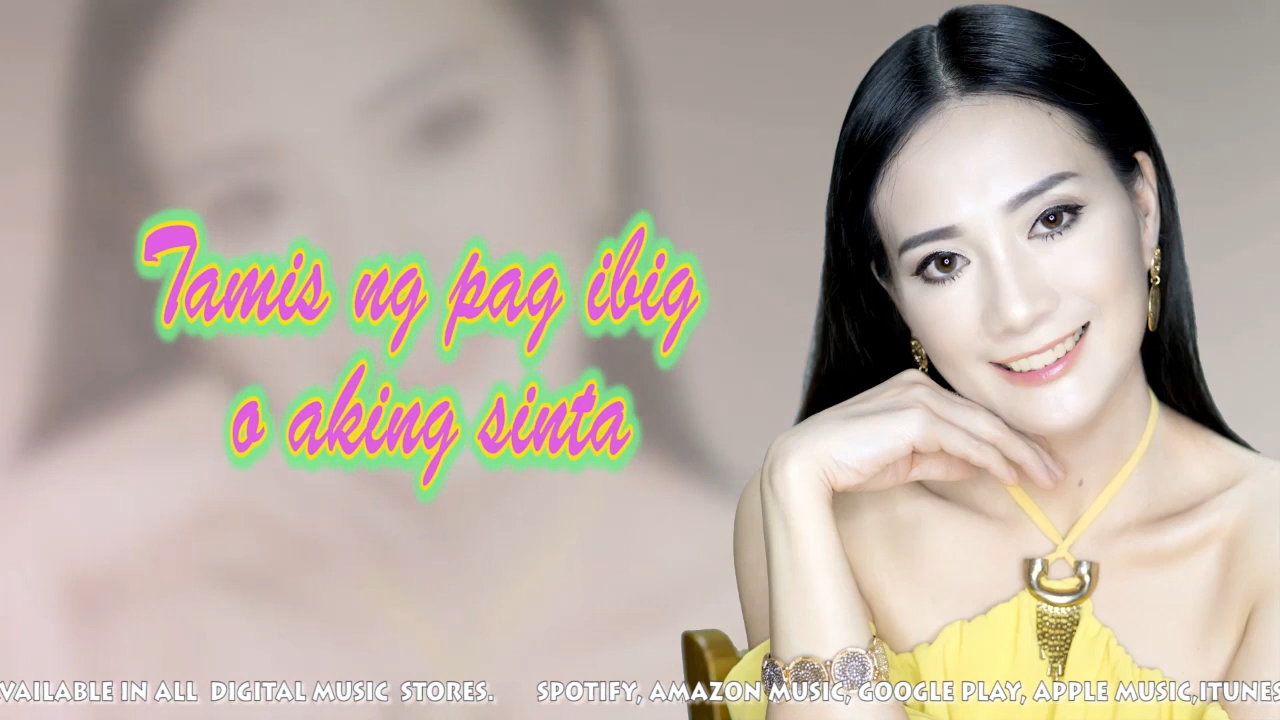 Tamis ng pag ibig
o aking sinta
VAILABLE IN ALL DIGITAL MUSIC STORES. SPOTIFY, AMAZON MUSIC, GOOGLE PLAY, APPLE MUSIC,ITUNES